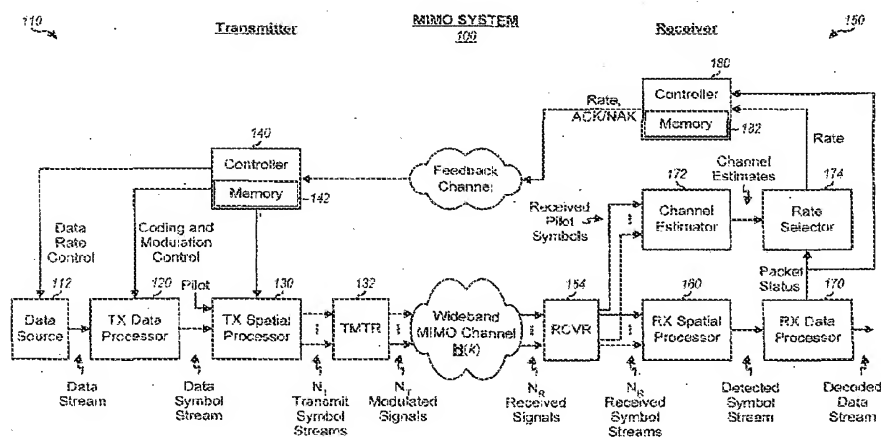 110
Transmitter
MIMO SYSTEM
100
Receiver
150
180
Controller
Memory
182
Rate,
ACK/NAK
Rate
140
Controller
Memory
142
Feedback
Channel
172
Channel
Estimator
Channel
Estimates
174
Rate
Selector
Received
Pilot
Symbols
Data
Rate
Control
Coding and
Modulation
Control
Packet
Status
112
Data
Source
120
TX Data
Processor
Pilot
130
TX Spatial
Processor
132
TMTR
Wideband
MIMO Channel
H(k)
154
RCVR
160
RX Spatial
Processor
170
RX Data
Processor
Data
Stream
Data
Symbol
Stream
NT
Transmit
Symbol
Streams
NT
Modulated
Signals
NR
Received
Signals
NR
Received
Symbol
Streams
Detected
Symbol
Stream
Decoded
Data
Stream